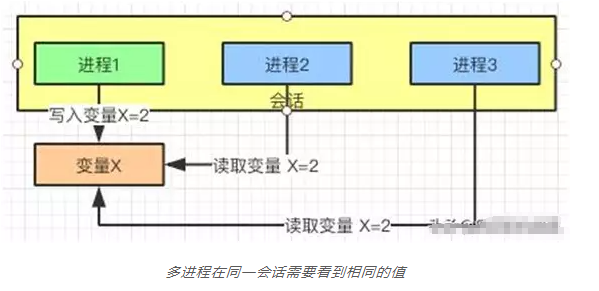 进程1
进程2
进程3
会话
写入变量X=2
变量X
读取变量 X=2
读取变量 X=2
多进程在同一会话需要看到相同的值